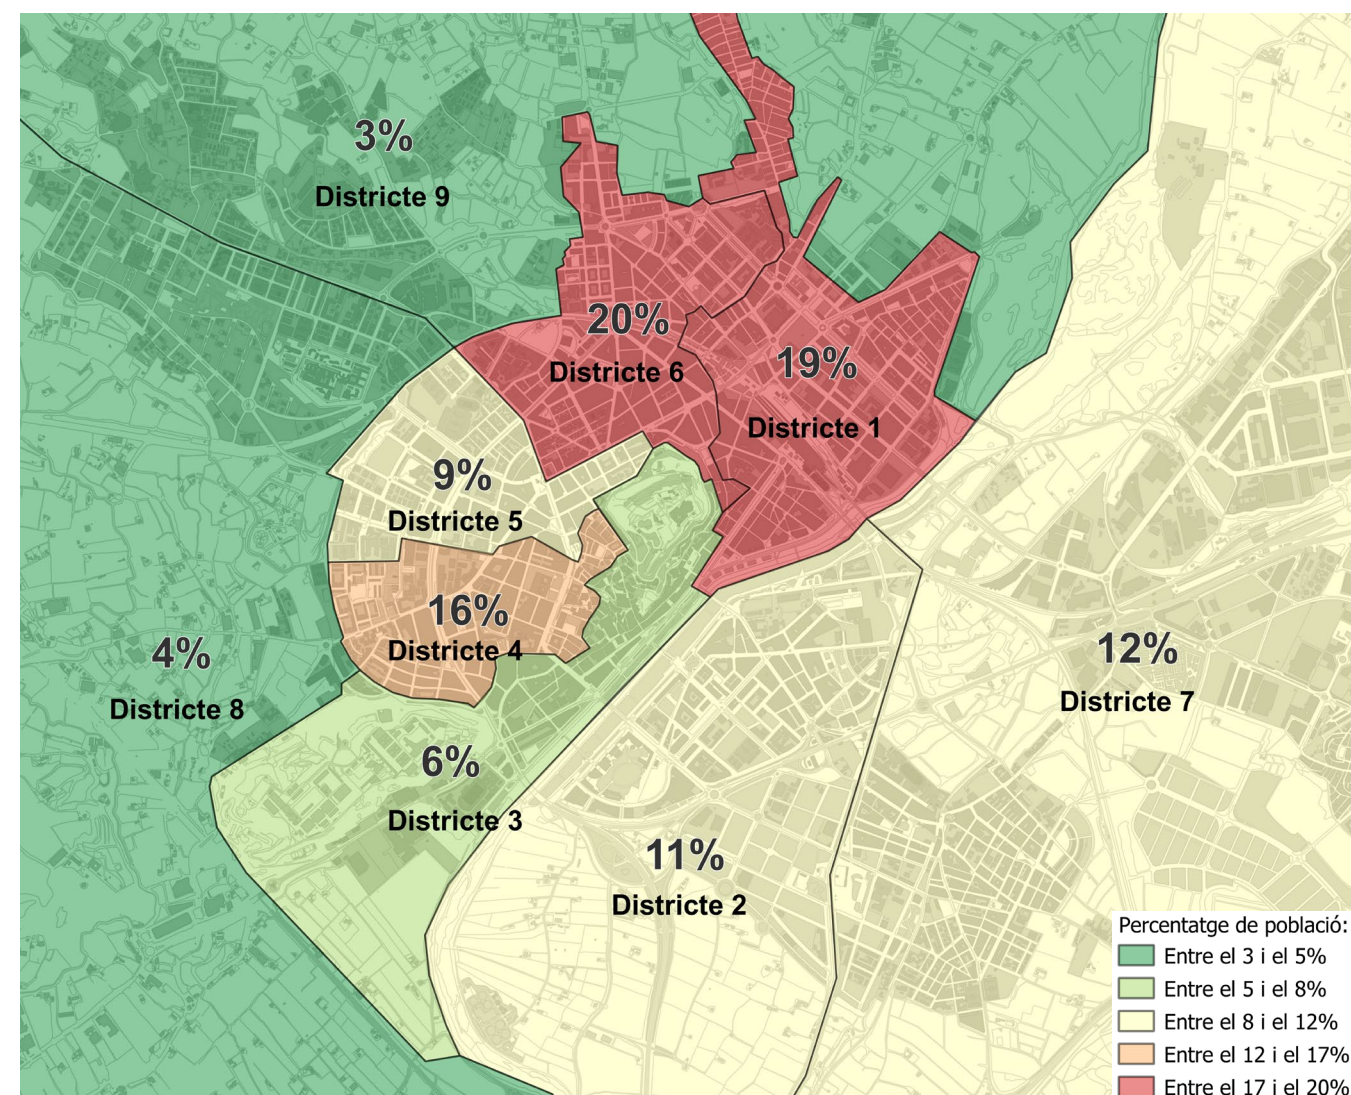 3%
Districte 9
20%
Districte 6
19%
Districte 1
9%
Districte 5
16%
Districte 4
4%
Districte 8
12%
Districte 7
6%
Districte 3
11%
Districte 2
Percentatge de població:
Entre el 3 i el 5%
Entre el 5 i el 8%
Entre el 8 i el 12%
Entre el 12 i el 17%
Entre el 17 i el 20%